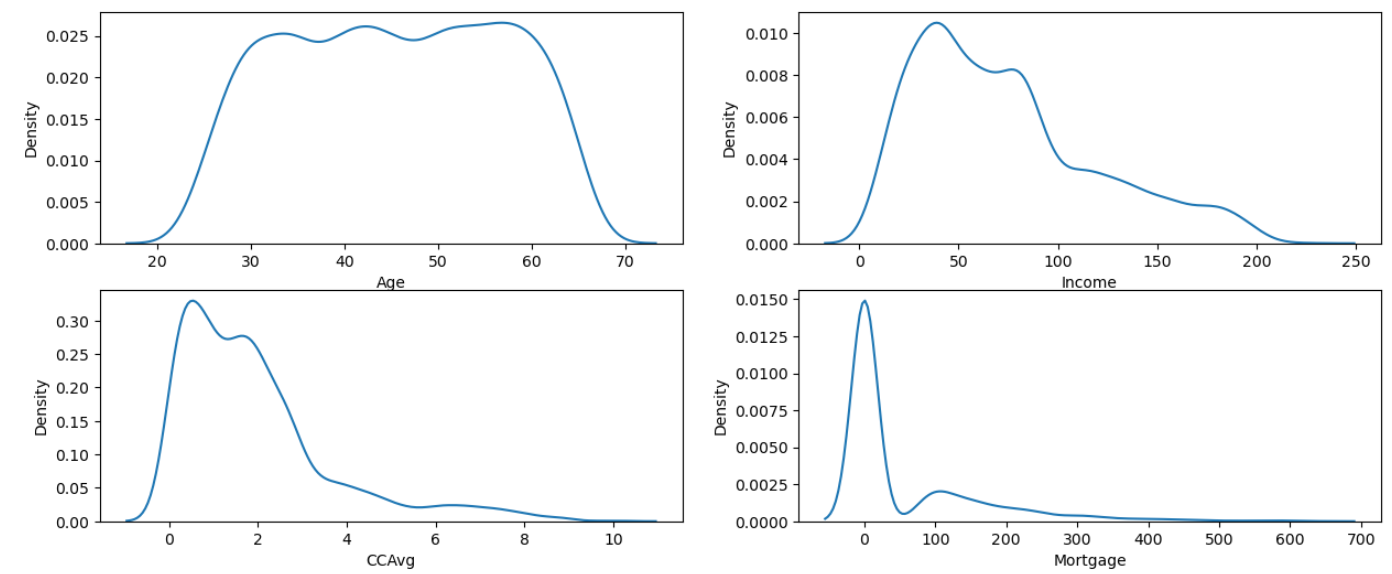 0.025
0.020
0.015
0.010
0.005
0.000
Density
20 30 40 50 60 70
Age
0.010
0.008
0.006
0.004
0.002
0.000
Density
0 50 100 150 200 250
Income
0.30
0.25
0.20
0.15
0.10
0.05
0.00
Density
0 2 4 6 8 10
CCAvg
0.0150
0.0125
0.0100
0.0075
0.0050
0.0025
0.0000
Density
0 100 200 300 400 500 600 700
Mortgage